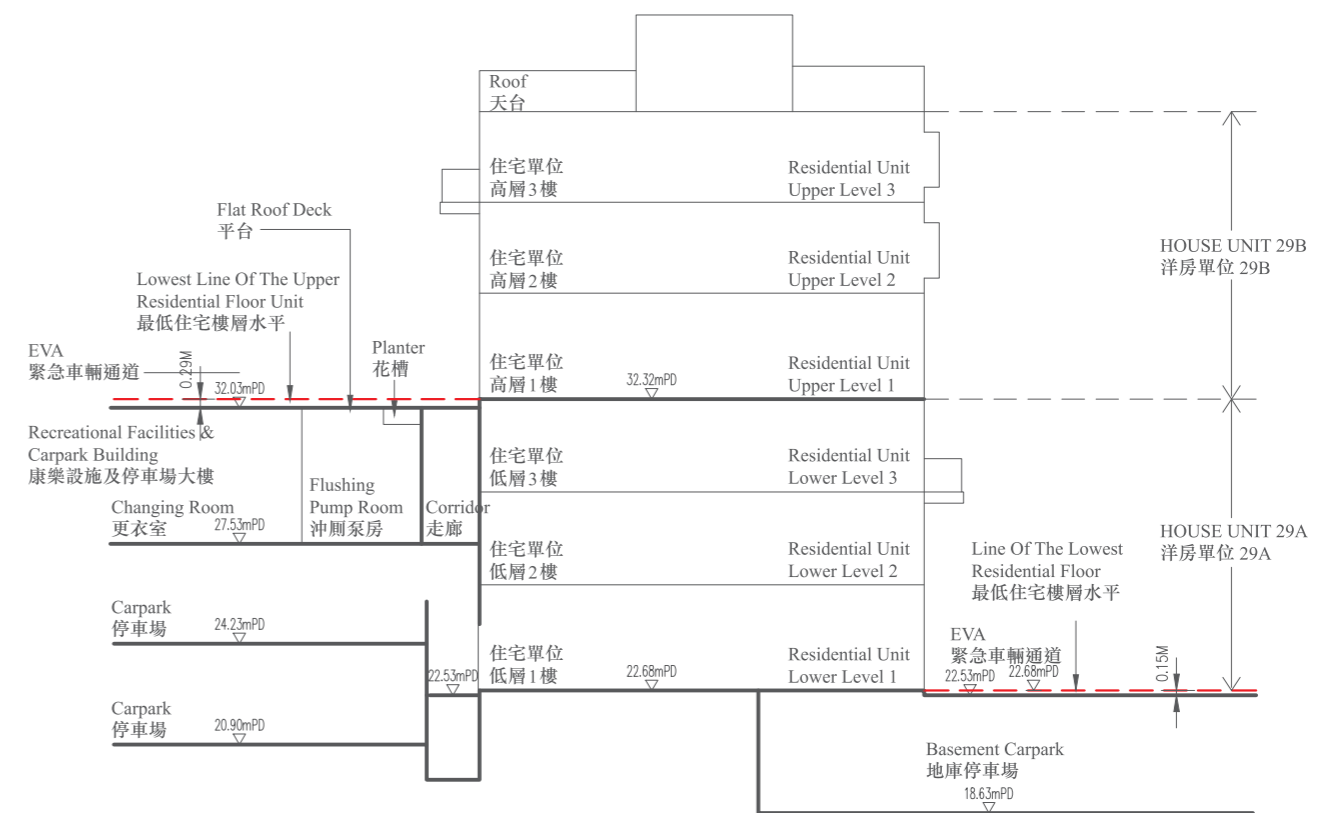 Roof
天台
住宅單位
高層3樓
Residential Unit
Upper Level 3
Flat Roof Deck
平台
住宅單位
高層2樓
Residential Unit
Upper Level 2
HOUSE UNIT 29B
洋房單位 29B
Lowest Line Of The Upper
Residential Floor Unit
最低住宅樓層水平
EVA
緊急車輛通道
0.29M
32.03mPD
Planter
花槽
住宅單位
高層1樓
32.32mPD
Residential Unit
Upper Level 1
Recreational Facilities &
Carpark Building
康樂設施及停車場大樓
住宅單位
低層3樓
Residential Unit
Lower Level 3
Changing Room
更衣室
27.53mPD
Flushing
Pump Room
沖厠泵房
Corridor
走廊
住宅單位
低層2樓
Residential Unit
Lower Level 2
Line Of The Lowest
Residential Floor
最低住宅樓層水平
HOUSE UNIT 29A
洋房單位 29A
Carpark
停車場
24.23mPD
22.53mPD
住宅單位
低層1樓
22.68mPD
Residential Unit
Lower Level 1
EVA
緊急車輛通道
22.53mPD
22.68mPD
0.15M
Carpark
停車場
20.90mPD
Basement Carpark
地庫停車場
18.63mPD